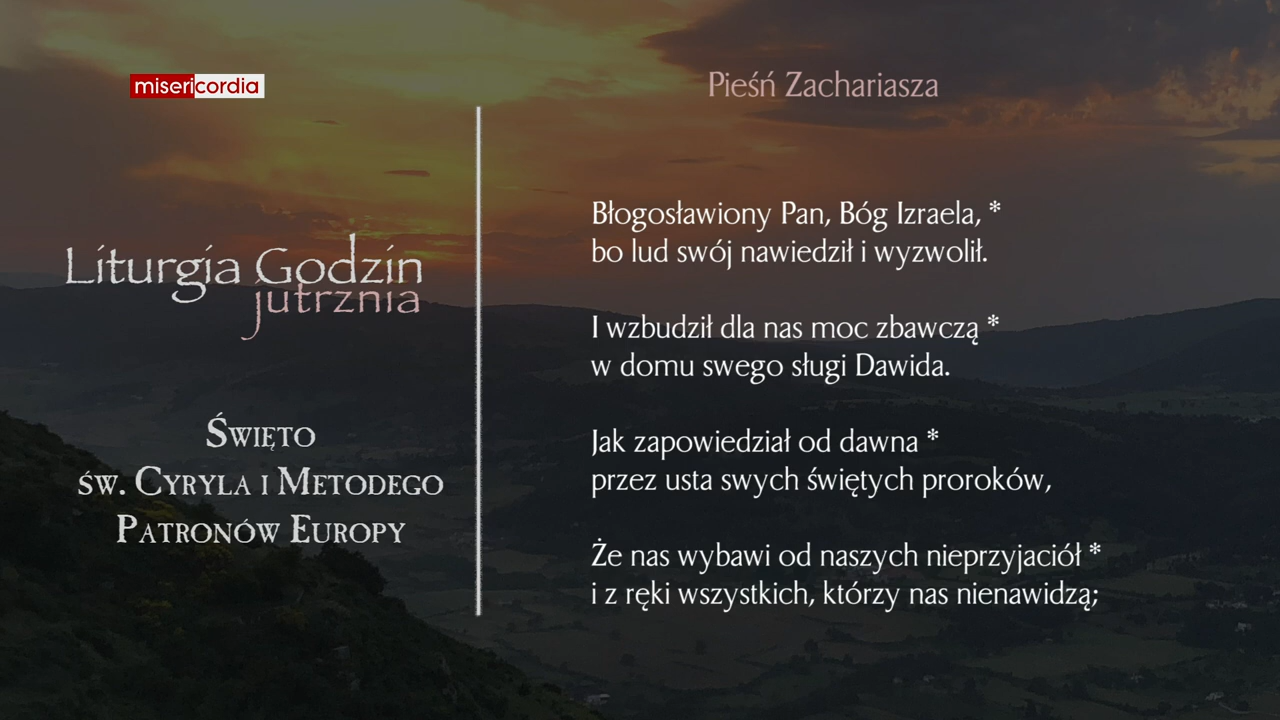 misericordia
Liturgia Godzin
jutrznia
Święto
św. Cyryla i Metodego
Patronów Europy
Pieśń Zachariasza
Błogosławiony Pan, Bóg Izraela, *
bo lud swój nawiedził i wyzwolił.
I wzbudził dla nas moc zbawczą *
w domu swego sługi Dawida.
Jak zapowiedział od dawna *
przez usta swych świętych proroków,
Że nas wybawi od naszych nieprzyjaciół *
i z ręki wszystkich, którzy nas nienawidzą;